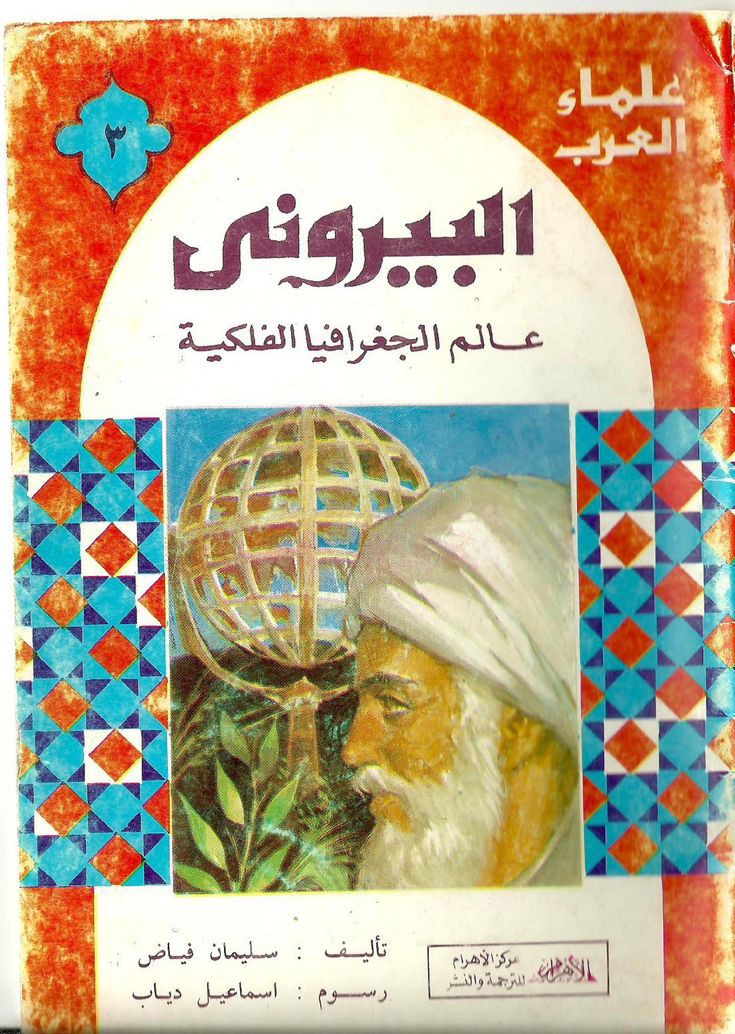 علماء
العرب
٣
البيرونى
عالم الجغرافيا الفلكية
تأليف : سليمان فياض
رسوم : اسماعيل دياب
الأهرام
مركز الأهرام
للترجمة والنشر